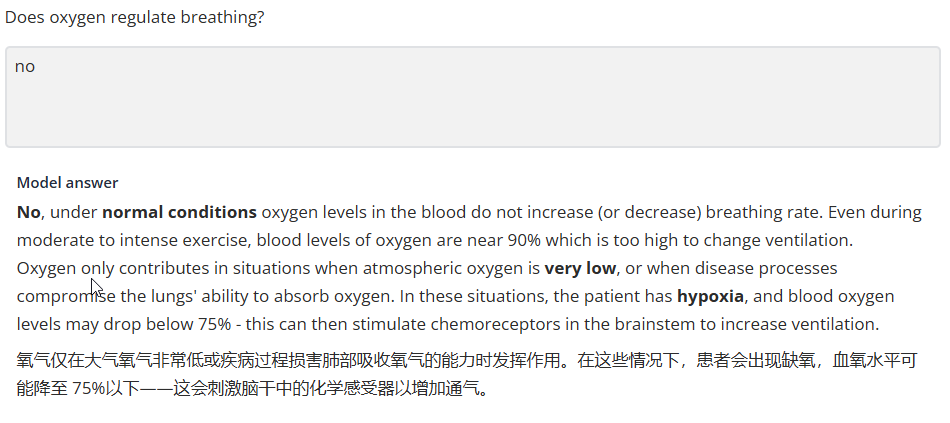 Does oxygen regulate breathing?
no
Model answer
No, under normal conditions oxygen levels in the blood do not increase (or decrease) breathing rate. Even during
moderate to intense exercise, blood levels of oxygen are near 90% which is too high to change ventilation.
Oxygen only contributes in situations when atmospheric oxygen is very low, or when disease processes
compromise the lungs' ability to absorb oxygen. In these situations, the patient has hypoxia, and blood oxygen
levels may drop below 75% - this can then stimulate chemoreceptors in the brainstem to increase ventilation.
氧气仅在大气氧气非常低或疾病过程损害肺部吸收氧气的能力时发挥作用。在这些情况下，患者会出现缺氧，血氧水平可
能降至 75%以下——这会刺激脑干中的化学感受器以增加通气。